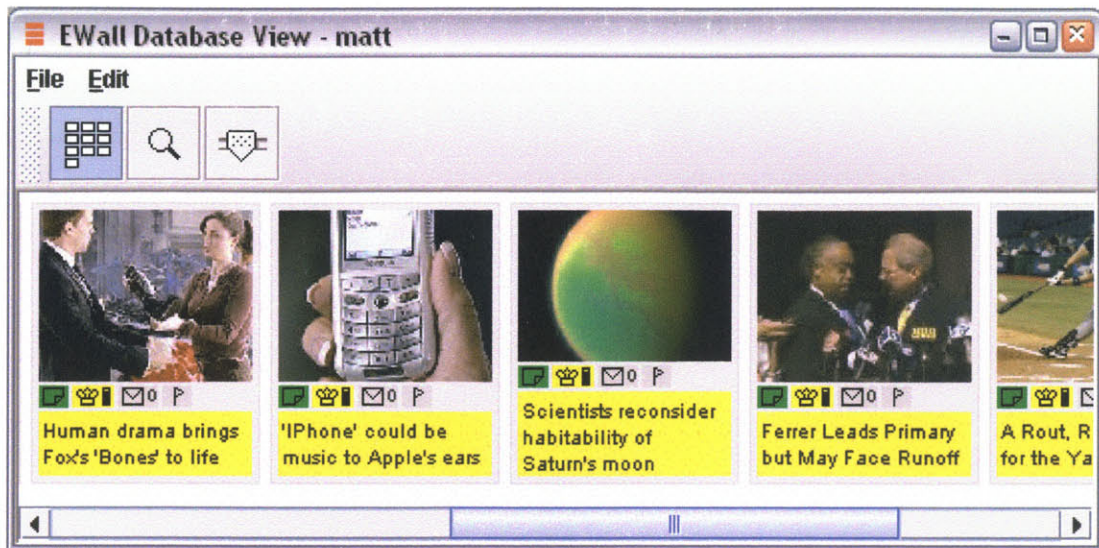 EWall Database View - matt
File Edit
0
Human drama brings
Fox's 'Bones' to life
0
'IPhone' could be
music to Apple's ears
0
Scientists reconsider
habitability of
Saturn's moon
0
Ferrer Leads Primary
but May Face Runoff
A Rout, R
for the Ya